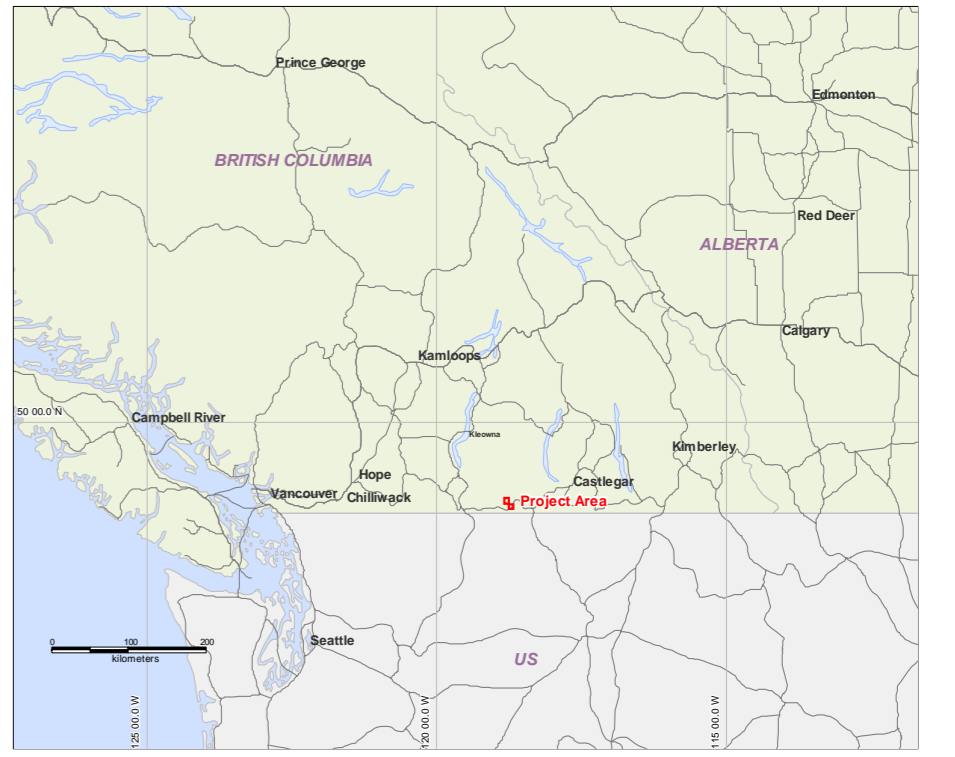 Prince George
Edmonton
BRITISH COLUMBIA
Red Deer
ALBERTA
Calgary
Kamloops
50 00.0 N
Campbell River
Kleowna
Kimberley
Hope
Castlegar
Vancouver
Chilliwack
Project Area
Seattle
0 100 200
kilometers
US
125 00.0 W
120 00.0 W
115 00.0 W